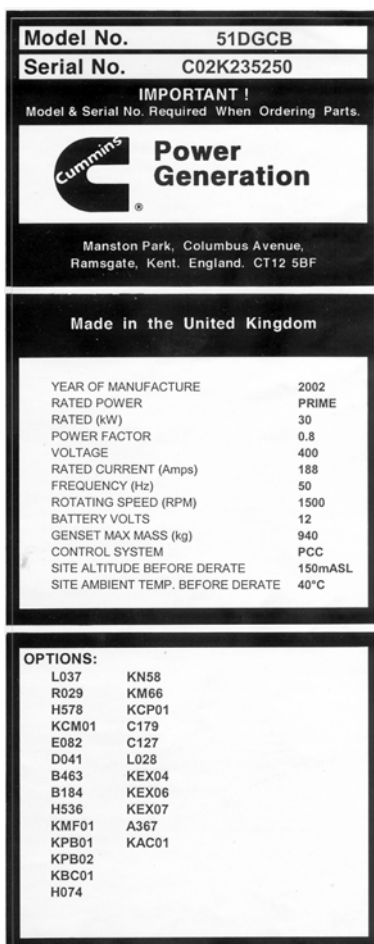 Model No. 51DGCB
Serial No. C02K235250
IMPORTANT !
Model & Serial No. Required When Ordering Parts.
Cummins
Power
Generation
®
Manston Park, Columbus Avenue,
Ramsgate, Kent. England. CT12 5BF
Made in the United Kingdom
YEAR OF MANUFACTURE 2002
RATED POWER PRIME
RATED (kW) 30
POWER FACTOR 0.8
VOLTAGE 400
RATED CURRENT (Amps) 188
FREQUENCY (Hz) 50
ROTATING SPEED (RPM) 1500
BATTERY VOLTS 12
GENSET MAX MASS (kg) 940
CONTROL SYSTEM PCC
SITE ALTITUDE BEFORE DERATE 150mASL
SITE AMBIENT TEMP. BEFORE DERATE 40°C
OPTIONS:
L037 KN58
R029 KM66
H578 KCP01
KCM01 C179
E082 C127
D041 L028
B463 KEX04
B184 KEX06
H536 KEX07
KMF01 A367
KPB01 KAC01
KPB02
KBC01
H074